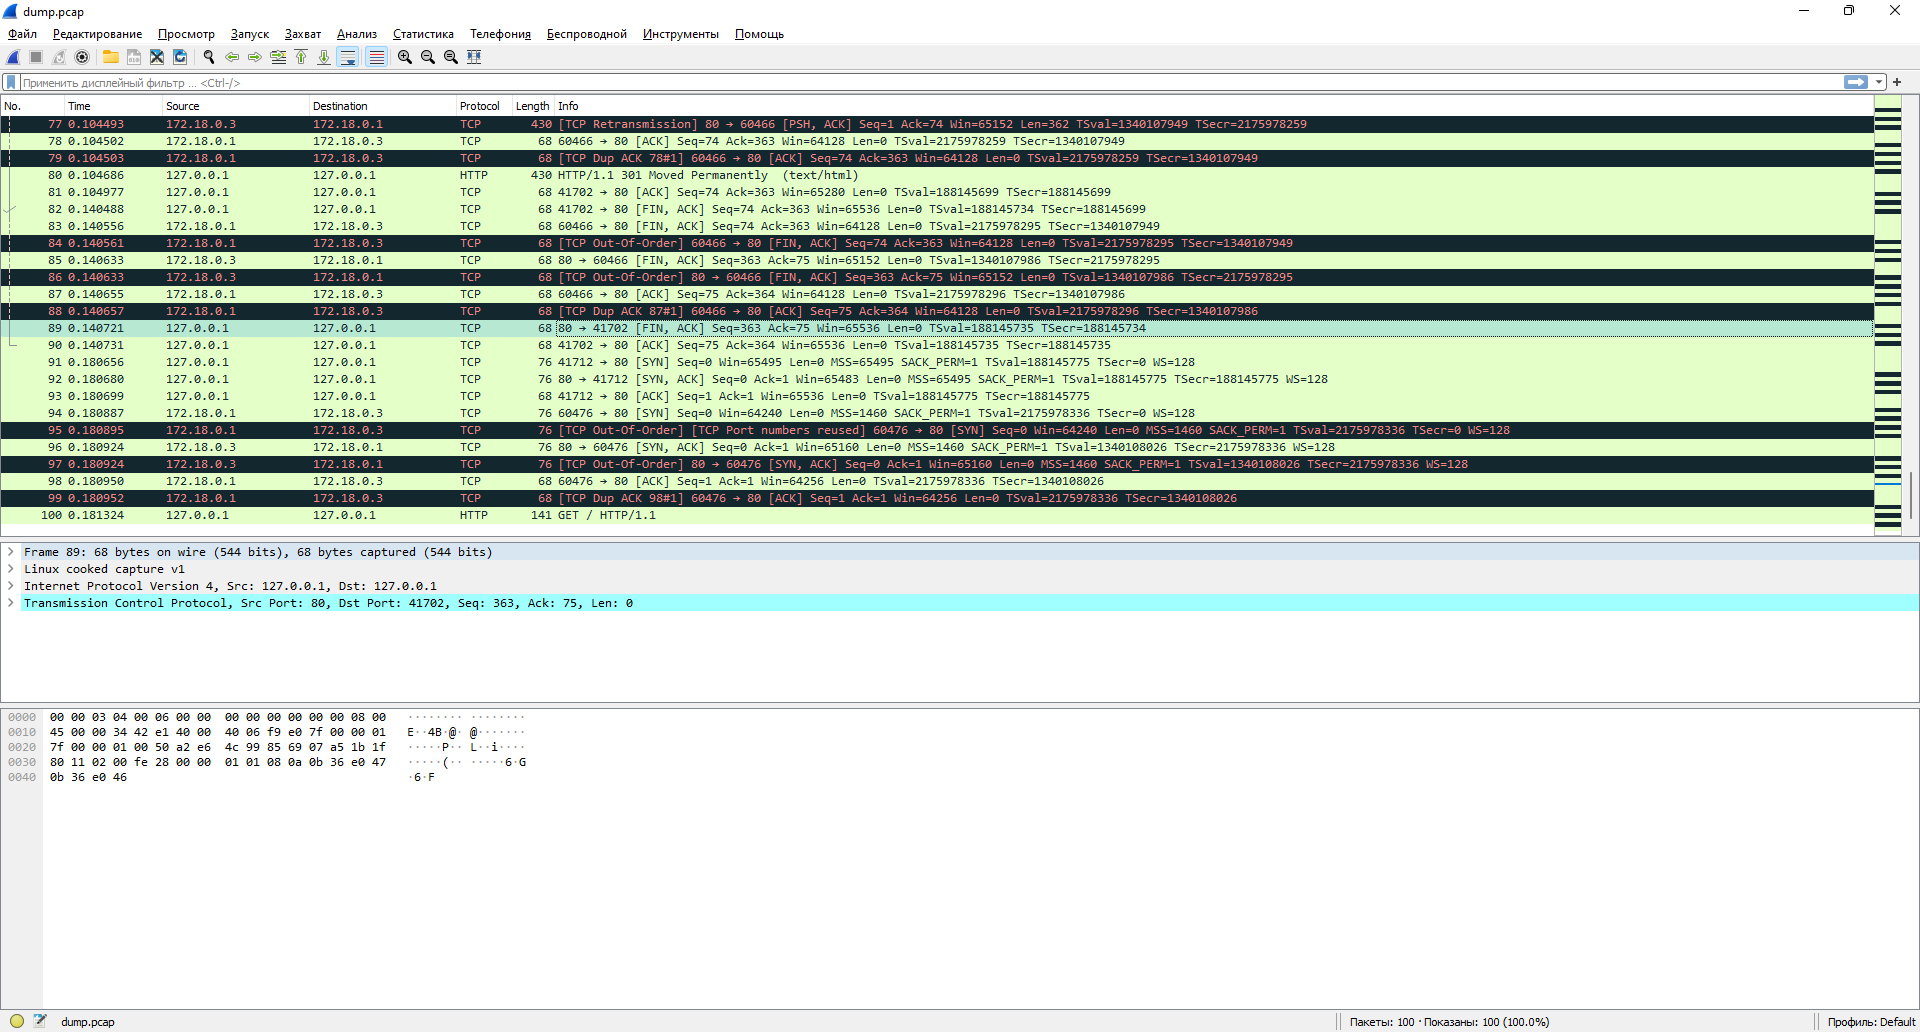 dump.pcap
Файл Редактирование Просмотр Запуск Захват Анализ Статистика Телефония Беспроводной Инструменты Помощь
Применить дисплейный фильтр ... <Ctrl-/>
No. Time Source Destination Protocol Length Info
77 0.104493 172.18.0.3 172.18.0.1 TCP 430 [TCP Retransmission] 80 → 60466 [PSH, ACK] Seq=1 Ack=74 Win=65152 Len=362 TSval=1340107949 TSecr=2175978259
78 0.104502 172.18.0.1 172.18.0.3 TCP 68 60466 → 80 [ACK] Seq=74 Ack=363 Win=64128 Len=0 TSval=2175978259 TSecr=1340107949
79 0.104503 172.18.0.1 172.18.0.3 TCP 68 [TCP Dup ACK 78#1] 60466 → 80 [ACK] Seq=74 Ack=363 Win=64128 Len=0 TSval=2175978259 TSecr=1340107949
80 0.104686 127.0.0.1 127.0.0.1 HTTP 430 HTTP/1.1 301 Moved Permanently  (text/html)
81 0.104977 127.0.0.1 127.0.0.1 TCP 68 41702 → 80 [ACK] Seq=74 Ack=363 Win=65280 Len=0 TSval=188145699 TSecr=188145699
82 0.140488 127.0.0.1 127.0.0.1 TCP 68 41702 → 80 [FIN, ACK] Seq=74 Ack=363 Win=65536 Len=0 TSval=188145734 TSecr=188145699
83 0.140556 172.18.0.1 172.18.0.3 TCP 68 60466 → 80 [FIN, ACK] Seq=74 Ack=363 Win=64128 Len=0 TSval=2175978295 TSecr=1340107949
84 0.140561 172.18.0.1 172.18.0.3 TCP 68 [TCP Out-Of-Order] 60466 → 80 [FIN, ACK] Seq=74 Ack=363 Win=64128 Len=0 TSval=2175978295 TSecr=1340107949
85 0.140633 172.18.0.3 172.18.0.1 TCP 68 80 → 60466 [FIN, ACK] Seq=363 Ack=75 Win=65152 Len=0 TSval=1340107986 TSecr=2175978295
86 0.140633 172.18.0.3 172.18.0.1 TCP 68 [TCP Out-Of-Order] 80 → 60466 [FIN, ACK] Seq=363 Ack=75 Win=65152 Len=0 TSval=1340107986 TSecr=2175978295
87 0.140655 172.18.0.1 172.18.0.3 TCP 68 60466 → 80 [ACK] Seq=75 Ack=364 Win=64128 Len=0 TSval=2175978296 TSecr=1340107986
88 0.140657 172.18.0.1 172.18.0.3 TCP 68 [TCP Dup ACK 87#1] 60466 → 80 [ACK] Seq=75 Ack=364 Win=64128 Len=0 TSval=2175978296 TSecr=1340107986
89 0.140721 127.0.0.1 127.0.0.1 TCP 68 80 → 41702 [FIN, ACK] Seq=363 Ack=75 Win=65536 Len=0 TSval=188145735 TSecr=188145734
90 0.140731 127.0.0.1 127.0.0.1 TCP 68 41702 → 80 [ACK] Seq=75 Ack=364 Win=65536 Len=0 TSval=188145735 TSecr=188145735
91 0.180656 127.0.0.1 127.0.0.1 TCP 76 41712 → 80 [SYN] Seq=0 Win=65495 Len=0 MSS=65495 SACK_PERM=1 TSval=188145775 TSecr=0 WS=128
92 0.180680 127.0.0.1 127.0.0.1 TCP 76 80 → 41712 [SYN, ACK] Seq=0 Ack=1 Win=65483 Len=0 MSS=65495 SACK_PERM=1 TSval=188145775 TSecr=188145775 WS=128
93 0.180699 127.0.0.1 127.0.0.1 TCP 68 41712 → 80 [ACK] Seq=1 Ack=1 Win=65536 Len=0 TSval=188145775 TSecr=188145775
94 0.180887 172.18.0.1 172.18.0.3 TCP 76 60476 → 80 [SYN] Seq=0 Win=64240 Len=0 MSS=1460 SACK_PERM=1 TSval=2175978336 TSecr=0 WS=128
95 0.180895 172.18.0.1 172.18.0.3 TCP 76 [TCP Out-Of-Order] [TCP Port numbers reused] 60476 → 80 [SYN] Seq=0 Win=64240 Len=0 MSS=1460 SACK_PERM=1 TSval=2175978336 TSecr=0 WS=128
96 0.180924 172.18.0.3 172.18.0.1 TCP 76 80 → 60476 [SYN, ACK] Seq=0 Ack=1 Win=65160 Len=0 MSS=1460 SACK_PERM=1 TSval=1340108026 TSecr=2175978336 WS=128
97 0.180924 172.18.0.3 172.18.0.1 TCP 76 [TCP Out-Of-Order] 80 → 60476 [SYN, ACK] Seq=0 Ack=1 Win=65160 Len=0 MSS=1460 SACK_PERM=1 TSval=1340108026 TSecr=2175978336 WS=128
98 0.180950 172.18.0.1 172.18.0.3 TCP 68 60476 → 80 [ACK] Seq=1 Ack=1 Win=64256 Len=0 TSval=2175978336 TSecr=1340108026
99 0.180952 172.18.0.1 172.18.0.3 TCP 68 [TCP Dup ACK 98#1] 60476 → 80 [ACK] Seq=1 Ack=1 Win=64256 Len=0 TSval=2175978336 TSecr=1340108026
100 0.181324 127.0.0.1 127.0.0.1 HTTP 141 GET / HTTP/1.1
Frame 89: 68 bytes on wire (544 bits), 68 bytes captured (544 bits)
Linux cooked capture v1
Internet Protocol Version 4, Src: 127.0.0.1, Dst: 127.0.0.1
Transmission Control Protocol, Src Port: 80, Dst Port: 41702, Seq: 363, Ack: 75, Len: 0
0000 00 00 03 04 00 06 00 00 00 00 00 00 00 00 08 00 ········ ········
0010 45 00 00 34 42 e1 40 00 40 06 f9 e0 7f 00 00 01 E··4B·@· @·······
0020 7f 00 00 01 00 50 a2 e6 4c 99 85 69 07 a5 1b 1f ·····P·· L··i····
0030 80 11 02 00 fe 28 00 00 01 01 08 0a 0b 36 e0 47 ·····(·· ·····6·G
0040 0b 36 e0 46 ·6·F
dump.pcap
Пакеты: 100 · Показаны: 100 (100.0%)
Профиль: Default